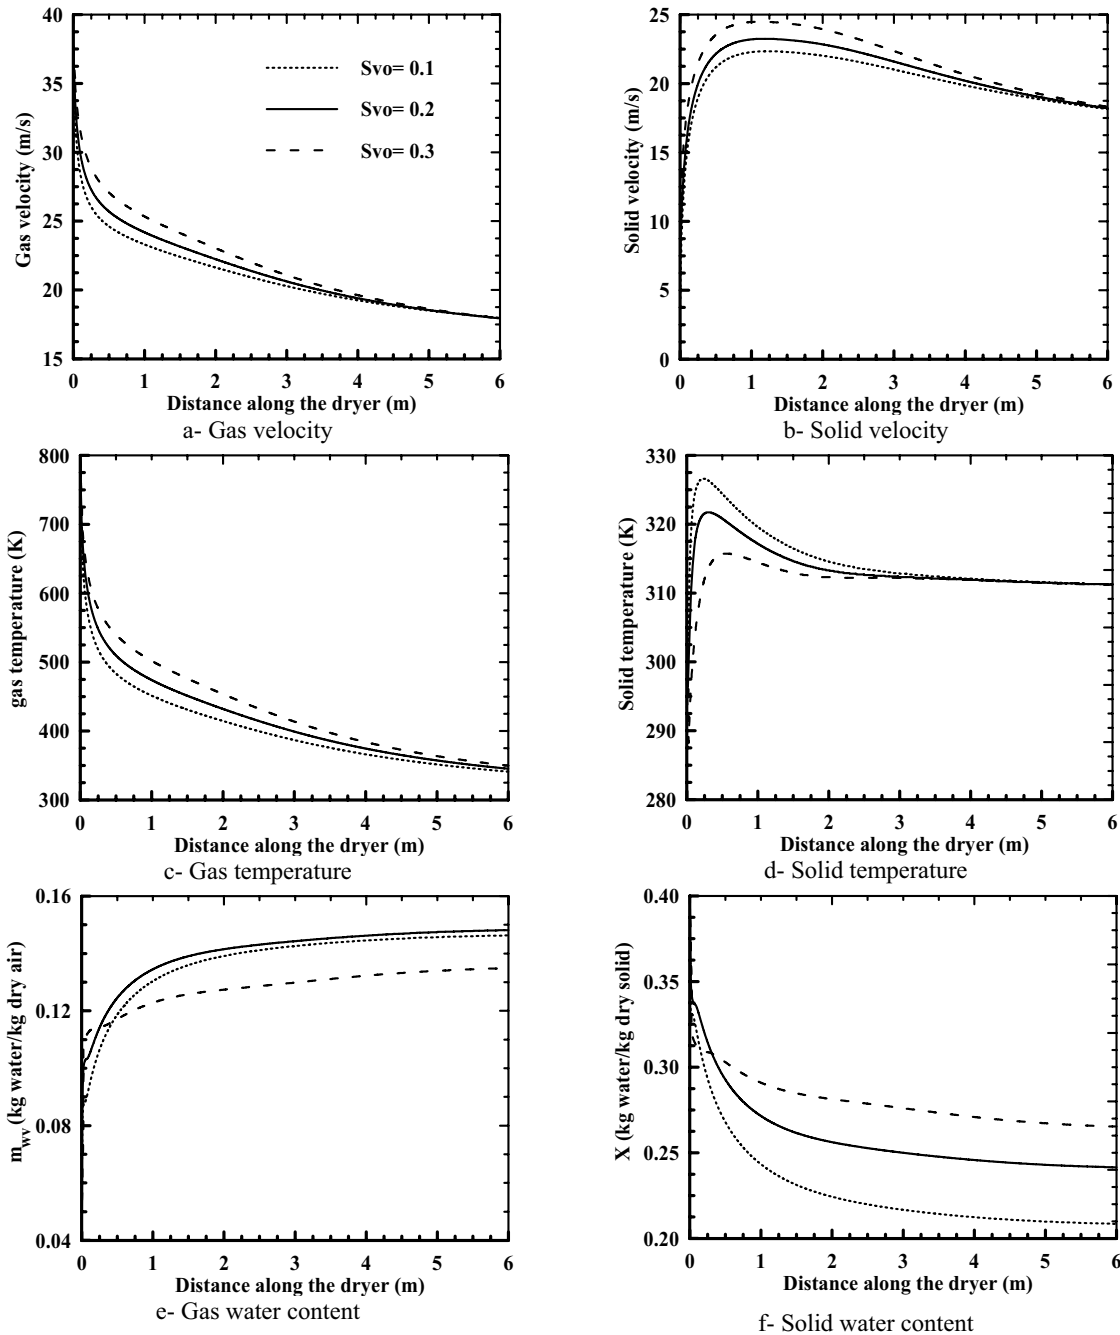 40
35
30
25
20
15
Gas velocity (m/s)
Svo= 0.1
Svo= 0.2
Svo= 0.3
0 1 2 3 4 5 6
Distance along the dryer (m)
a- Gas velocity
25
20
15
10
5
0
Solid velocity (m/s)
0 1 2 3 4 5 6
Distance along the dryer (m)
b- Solid velocity
800
700
600
500
400
300
gas temperature (K)
0 1 2 3 4 5 6
Distance along the dryer (m)
c- Gas temperature
330
320
310
300
290
280
Solid temperature (K)
0 1 2 3 4 5 6
Distance along the dryer (m)
d- Solid temperature
0.16
0.12
0.08
0.04
m_wv (kg water/kg dry air)
0 1 2 3 4 5 6
Distance along the dryer (m)
e- Gas water content
0.40
0.35
0.30
0.25
0.20
X (kg water/kg dry solid)
0 1 2 3 4 5 6
Distance along the dryer (m)
f- Solid water content